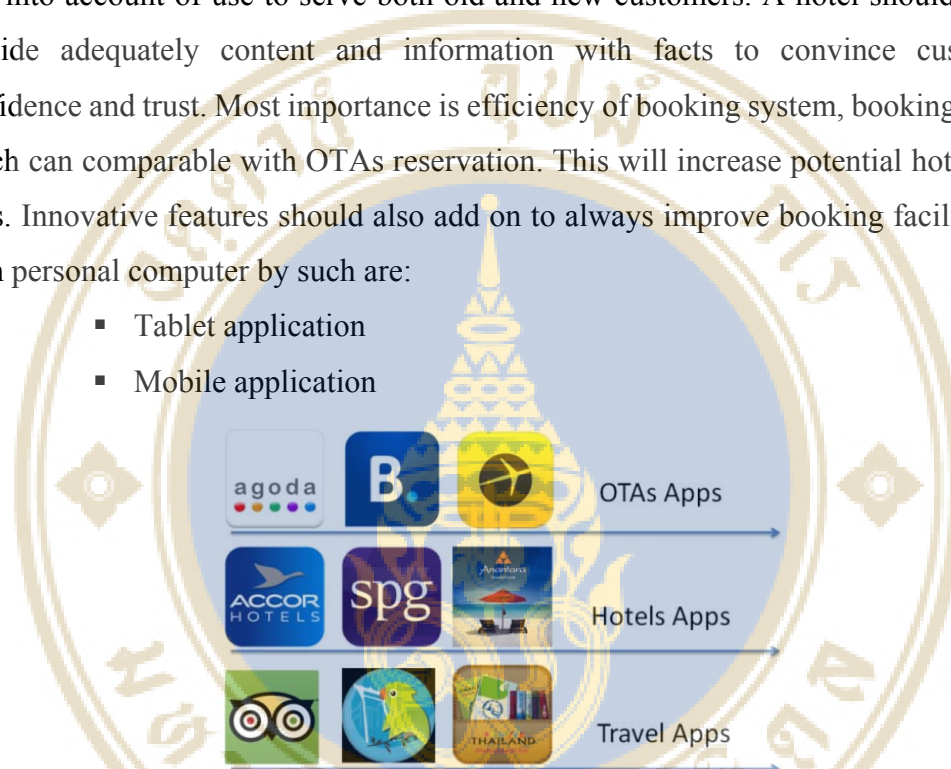 into account of use to serve both old and new customers. A hotel should
ide adequately content and information with facts to convince cus
fidence and trust. Most importance is efficiency of booking system, booking
ch can comparable with OTAs reservation. This will increase potential hot
s. Innovative features should also add on to always improve booking facil
n personal computer by such are:
▪ Tablet application
▪ Mobile application
agoda B. OTAs Apps
ACCOR HOTELS spg Anantara Hotels Apps
THAILAND Travel Apps